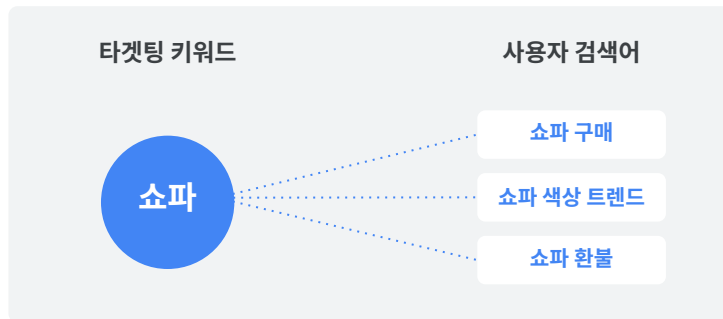 타겟팅 키워드
사용자 검색어
쇼파
쇼파 구매
쇼파 색상 트렌드
쇼파 환불